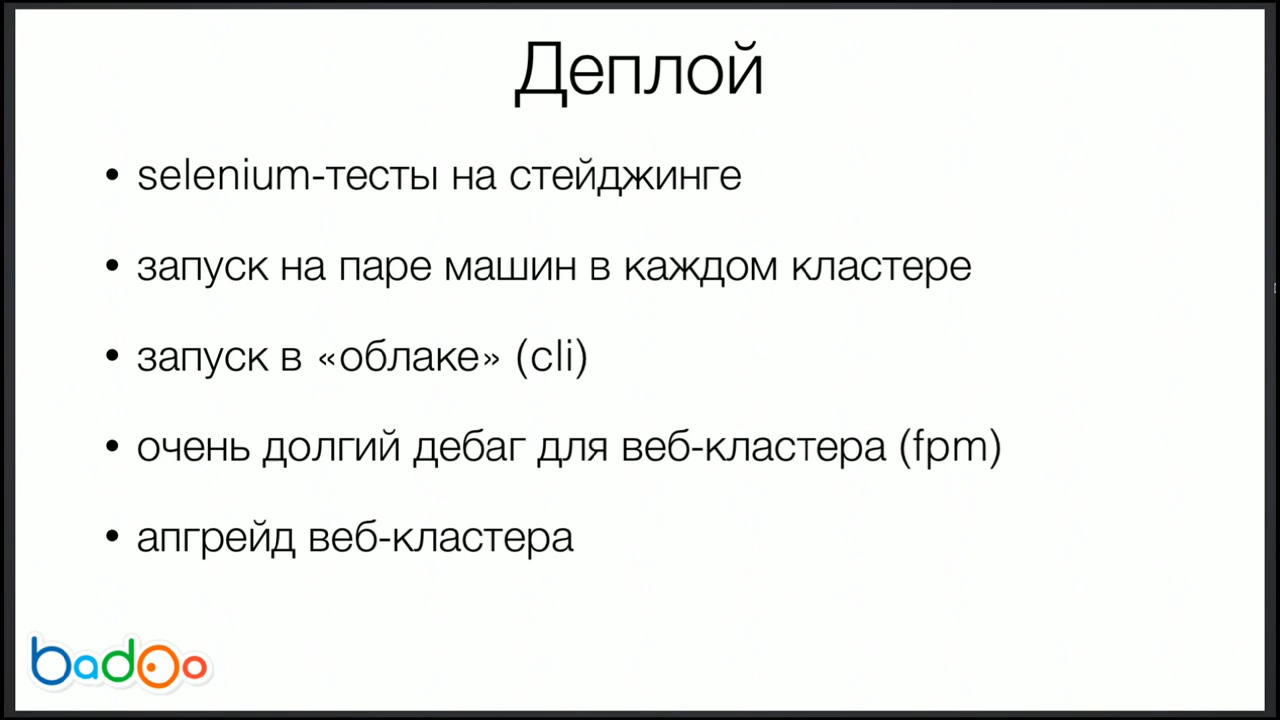 Деплой
• selenium-тесты на стейджинге
• запуск на паре машин в каждом кластере
• запуск в «облаке» (cli)
• очень долгий дебаг для веб-кластера (fpm)
• апгрейд веб-кластера
badoo